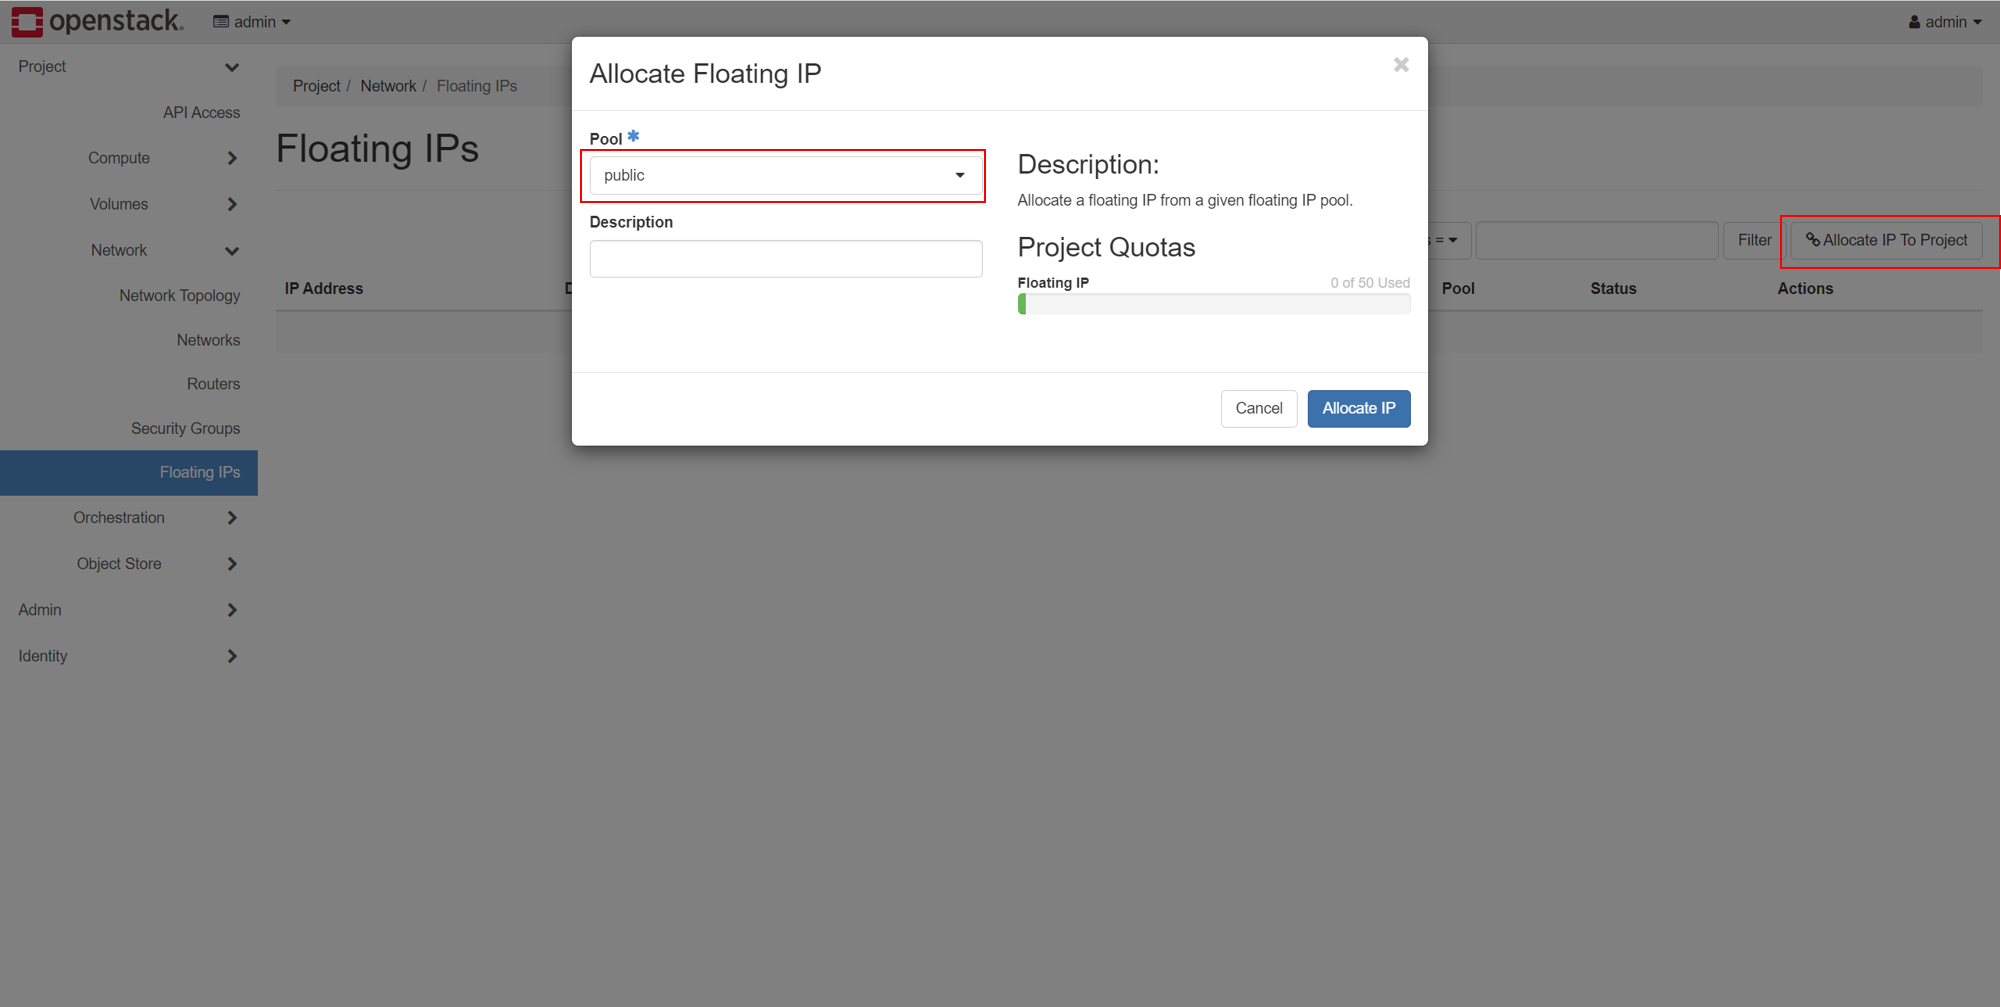 openstack.
admin
admin
Project
API Access
Compute
Volumes
Network
Network Topology
Networks
Routers
Security Groups
Floating IPs
Orchestration
Object Store
Admin
Identity
Project / Network / Floating IPs
Floating IPs
=
Filter
Allocate IP To Project
IP Address
Pool
Status
Actions
Allocate Floating IP
×
Pool *
public
Description
Description:
Allocate a floating IP from a given floating IP pool.
Project Quotas
Floating IP
0 of 50 Used
Cancel
Allocate IP